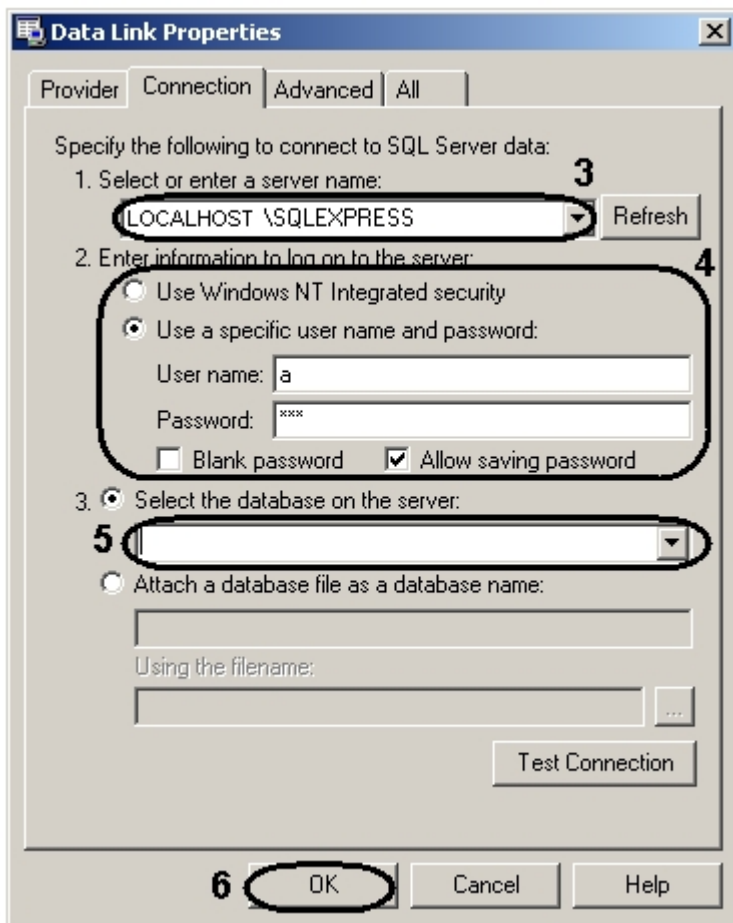 Data Link Properties
Provider Connection Advanced All
Specify the following to connect to SQL Server data:
3
1. Select or enter a server name:
LOCALHOST \SQLEXPRESS Refresh
2. Enter information to log on to the server:
4
Use Windows NT Integrated security
Use a specific user name and password:
User name: a
Password: ***
Blank password Allow saving password
3. Select the database on the server:
5
Attach a database file as a database name:
Using the filename:
...
Test Connection
6 OK Cancel Help